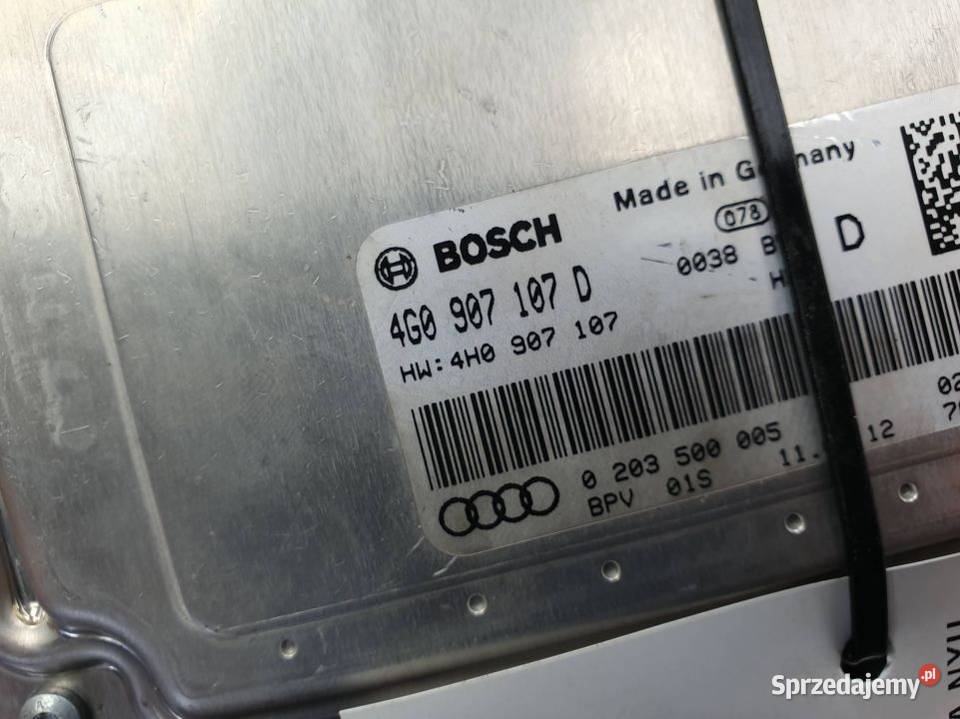 BOSCH
Made in
078
4G0 907 107 D
0038
D
HW:4H0 907 107
0 203 500 005
12
BPV 01S
Sprzedajemy.pl